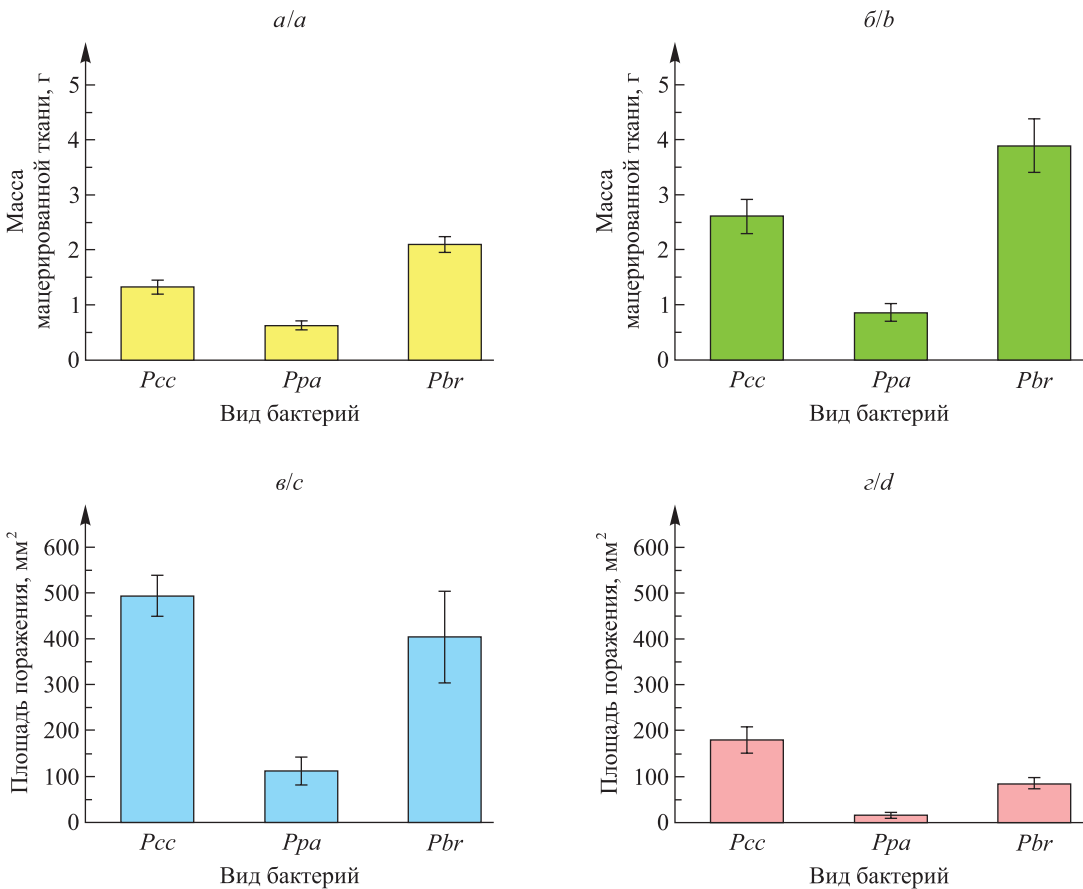 а/a
Масса
мацерированной ткани, г
5
4
3
2
1
0
Pcc
Ppa
Pbr
Вид бактерий
б/b
Масса
мацерированной ткани, г
5
4
3
2
1
0
Pcc
Ppa
Pbr
Вид бактерий
в/c
Площадь поражения, мм²
600
500
400
300
200
100
0
Pcc
Ppa
Pbr
Вид бактерий
г/d
Площадь поражения, мм²
600
500
400
300
200
100
0
Pcc
Ppa
Pbr
Вид бактерий